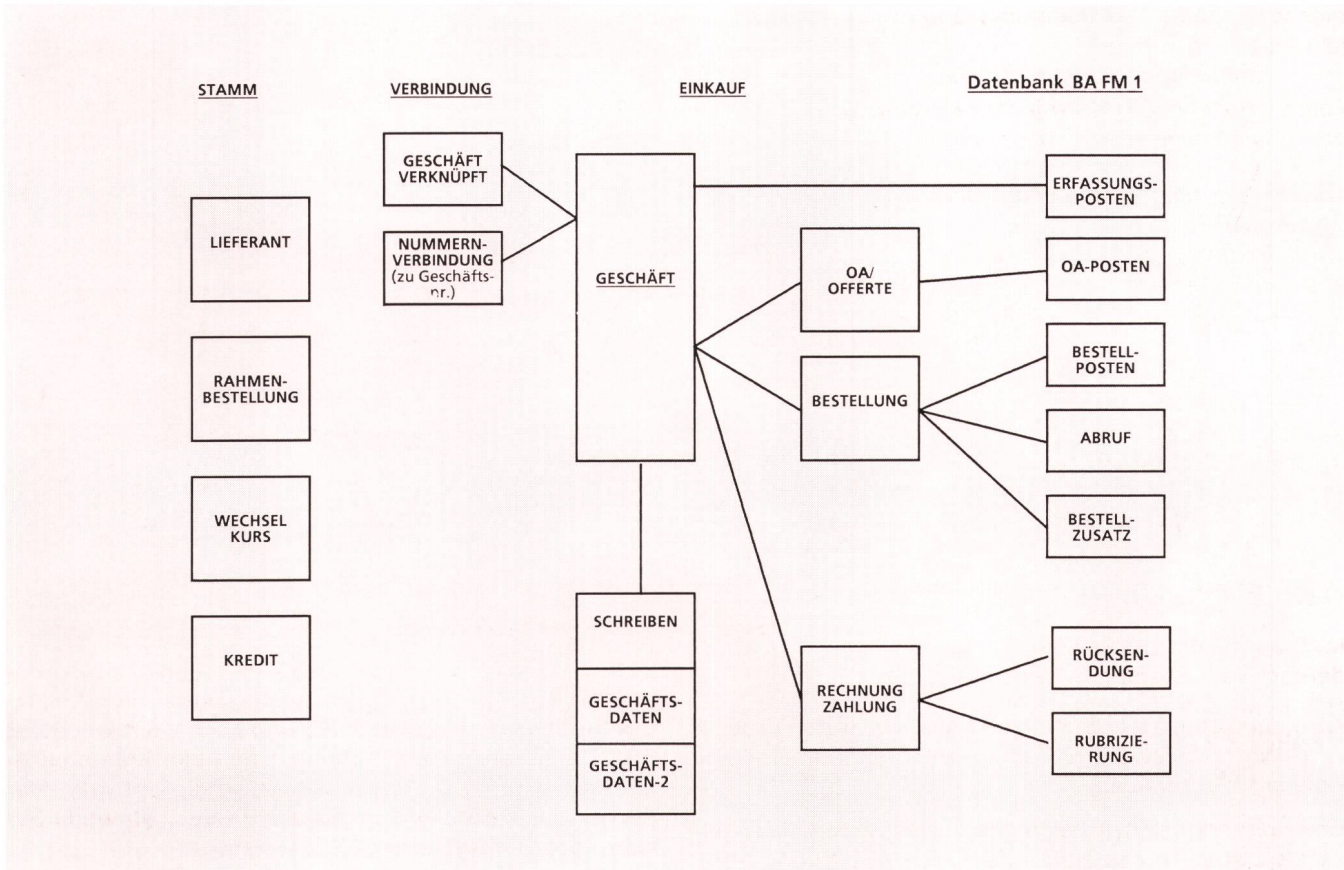 STAMM
VERBINDUNG
EINKAUF
Datenbank BA FM 1
LIEFERANT
RAHMEN-
BESTELLUNG
WECHSEL
KURS
KREDIT
GESCHÄFT
VERKNÜPFT
NUMMERN-
VERBINDUNG
(zu Geschäfts-
nr.)
GESCHÄFT
SCHREIBEN
GESCHÄFTS-
DATEN
GESCHÄFTS-
DATEN-2
OA/
OFFERTE
BESTELLUNG
RECHNUNG
ZAHLUNG
ERFASSUNGS-
POSTEN
OA-POSTEN
BESTELL-
POSTEN
ABRUF
BESTELL-
ZUSATZ
RÜCKSEN-
DUNG
RUBRIZIE-
RUNG